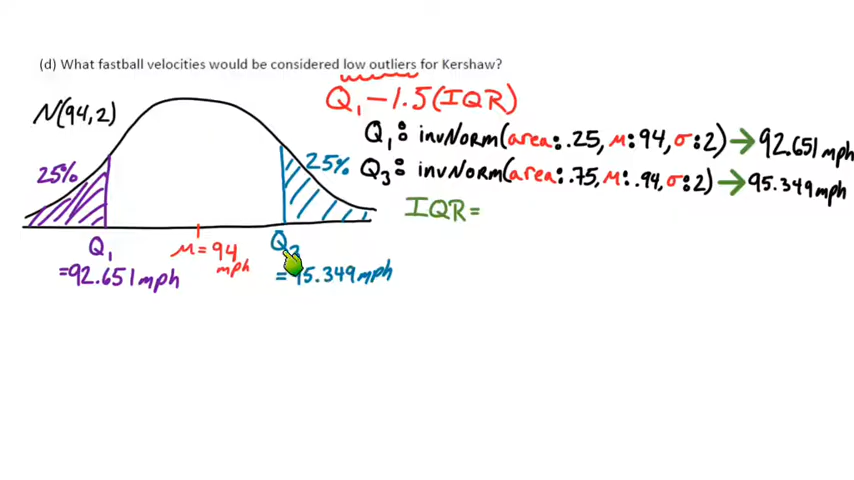 (d) What fastball velocities would be considered low outliers for Kershaw?
Q₁ − 1.5(IQR)
N(94,2)
Q₁: invNorm(area: .25, μ: 94, σ: 2) → 92.651 mph
Q₃: invNorm(area: .75, μ: .94, σ: 2) → 95.349 mph
IQR =
25%
25%
Q₁
= 92.651 mph
μ = 94
mph
Q₃
= 95.349 mph